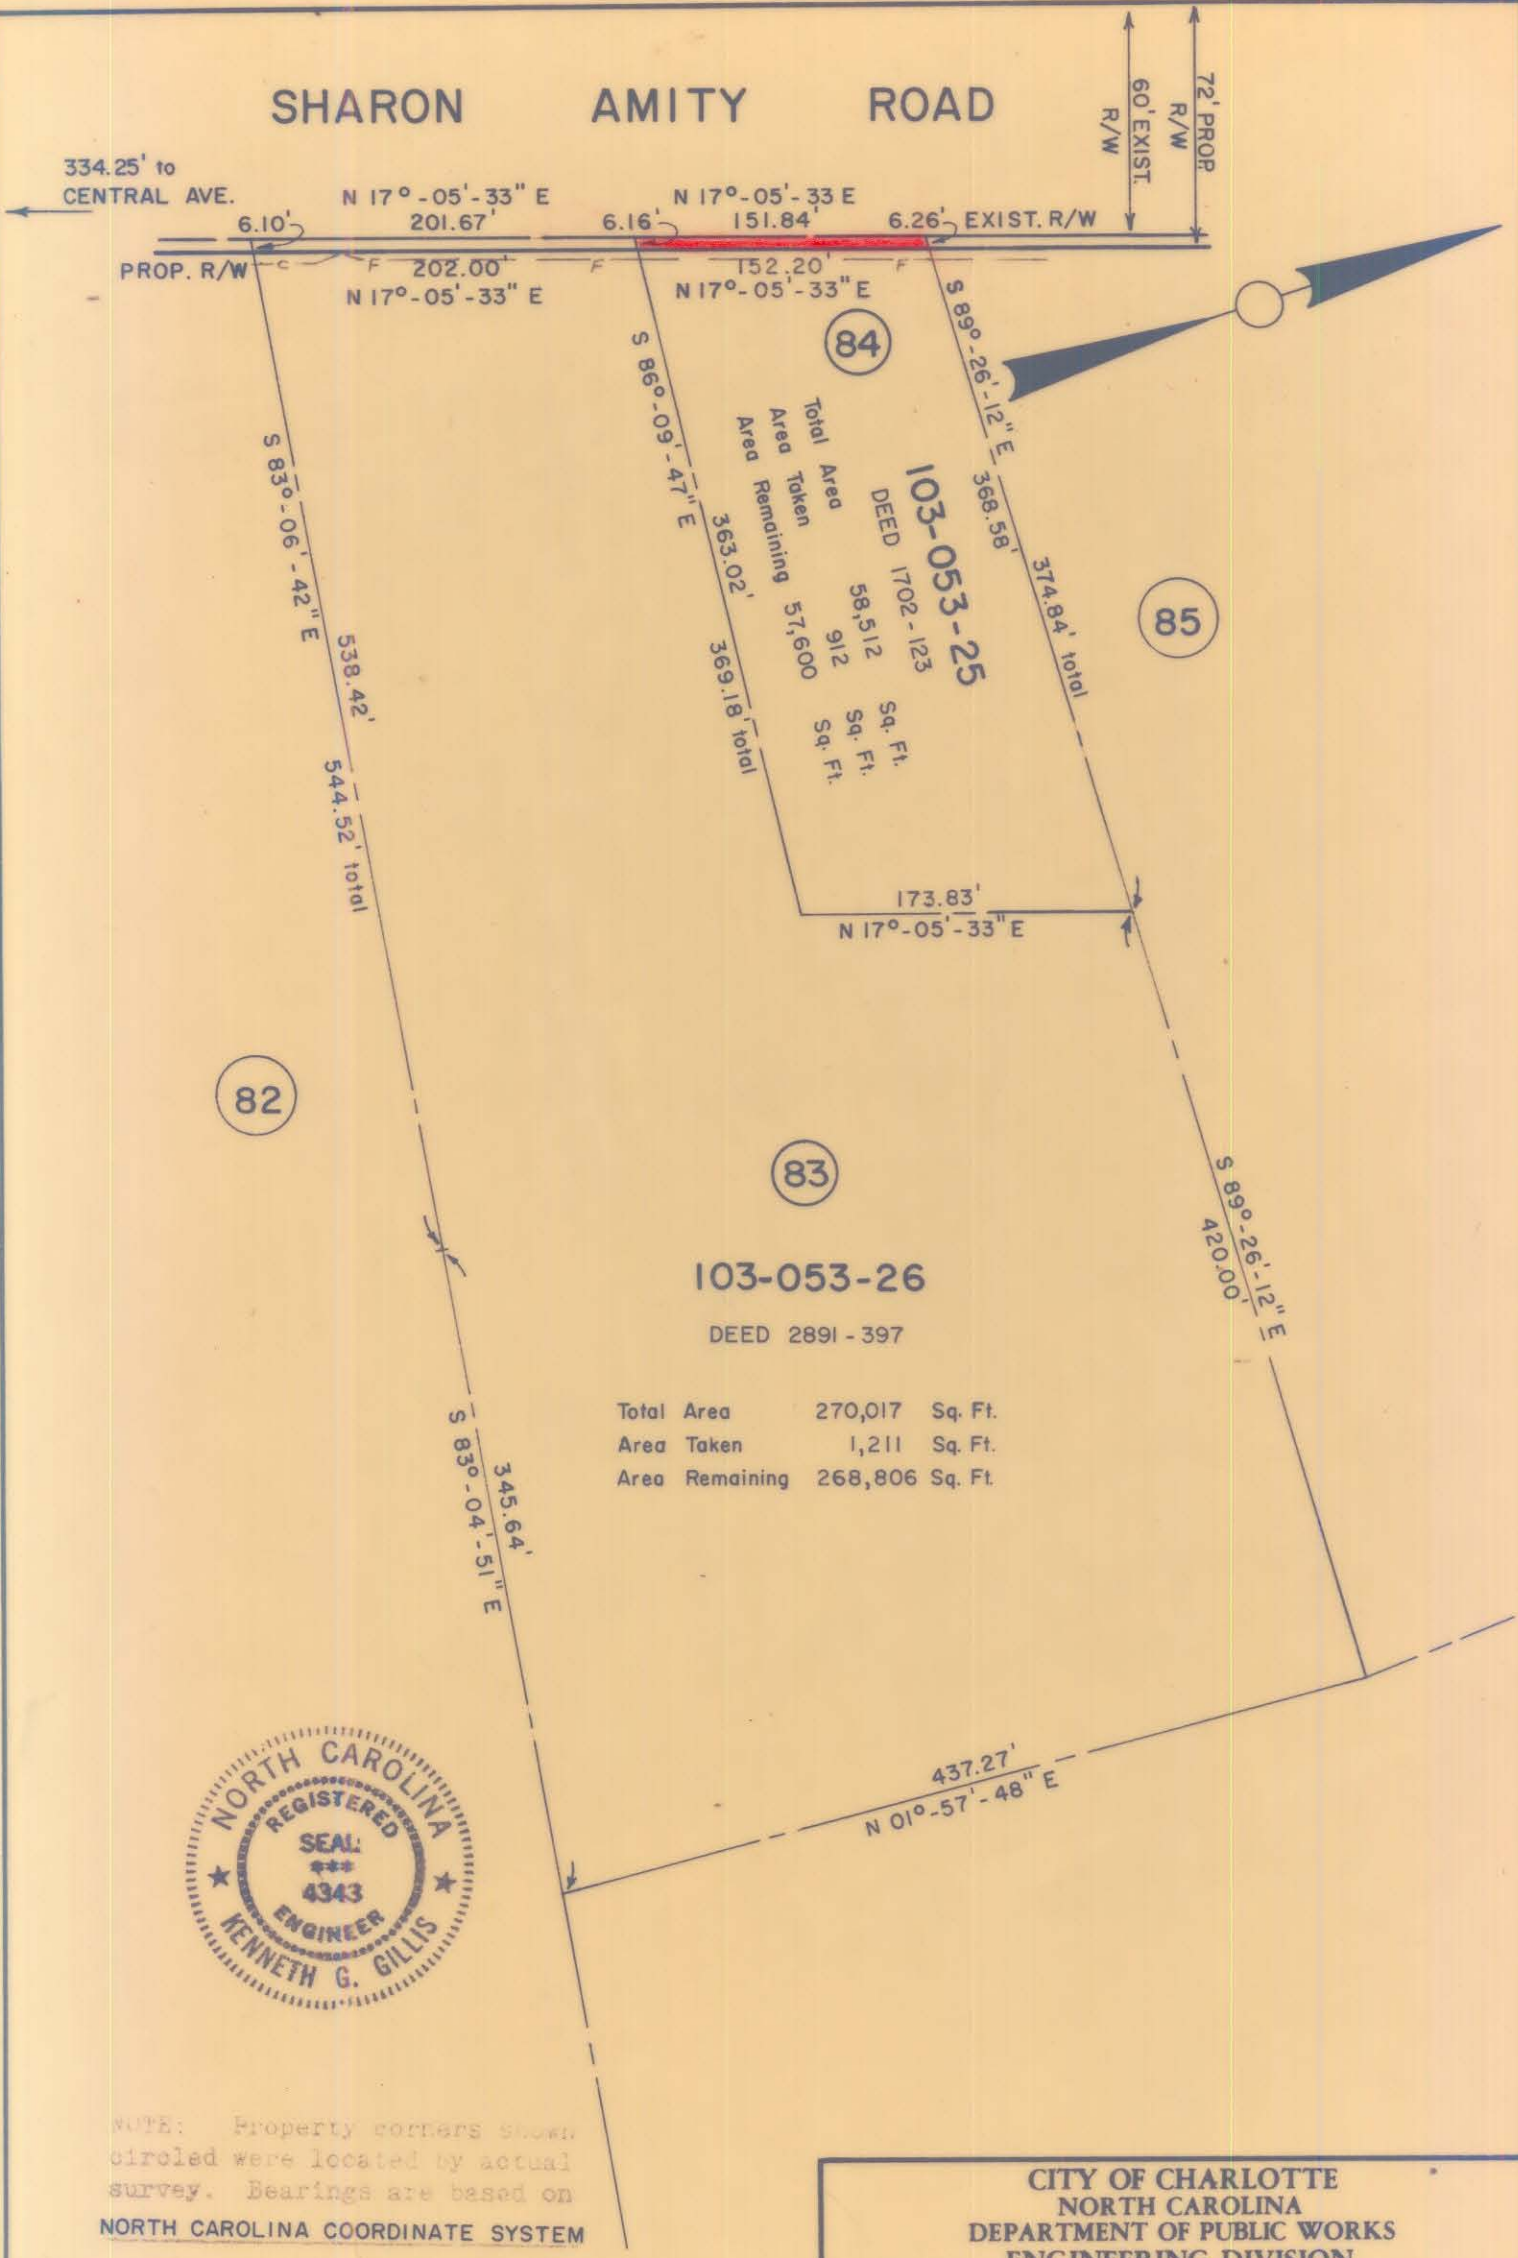 SHARON AMITY ROAD
72' PROP. R/W
60' EXIST. R/W
334.25' to
CENTRAL AVE.
N 17°-05'-33" E
N 17°-05'-33 E
6.10'
201.67'
6.16'
151.84'
6.26'
EXIST. R/W
PROP. R/W
C
F
202.00'
F
152.20'
F
N 17°-05'-33" E
N 17°-05'-33" E
84
S 89°-26'-12" E
368.58'
374.84' total
S 86°-09'-47" E
363.02'
369.18' total
103-053-25
DEED 1702-123
Total Area 58,512 Sq. Ft.
Area Taken 912 Sq. Ft.
Area Remaining 57,600 Sq. Ft.
85
S 83°-06'-42" E
538.42'
544.52' total
173.83'
N 17°-05'-33" E
82
83
S 89°-26'-12" E
420.00'
103-053-26
DEED 2891-397
Total Area 270,017 Sq. Ft.
Area Taken 1,211 Sq. Ft.
Area Remaining 268,806 Sq. Ft.
345.64'
S 83°-04'-51" E
437.27'
N 01°-57'-48" E
NORTH CAROLINA
REGISTERED
SEAL
***
4343
ENGINEER
KENNETH G. GILLIS
NOTE: Property corners shown
circled were located by actual
survey. Bearings are based on
NORTH CAROLINA COORDINATE SYSTEM
CITY OF CHARLOTTE
NORTH CAROLINA
DEPARTMENT OF PUBLIC WORKS
ENGINEERING DIVISION